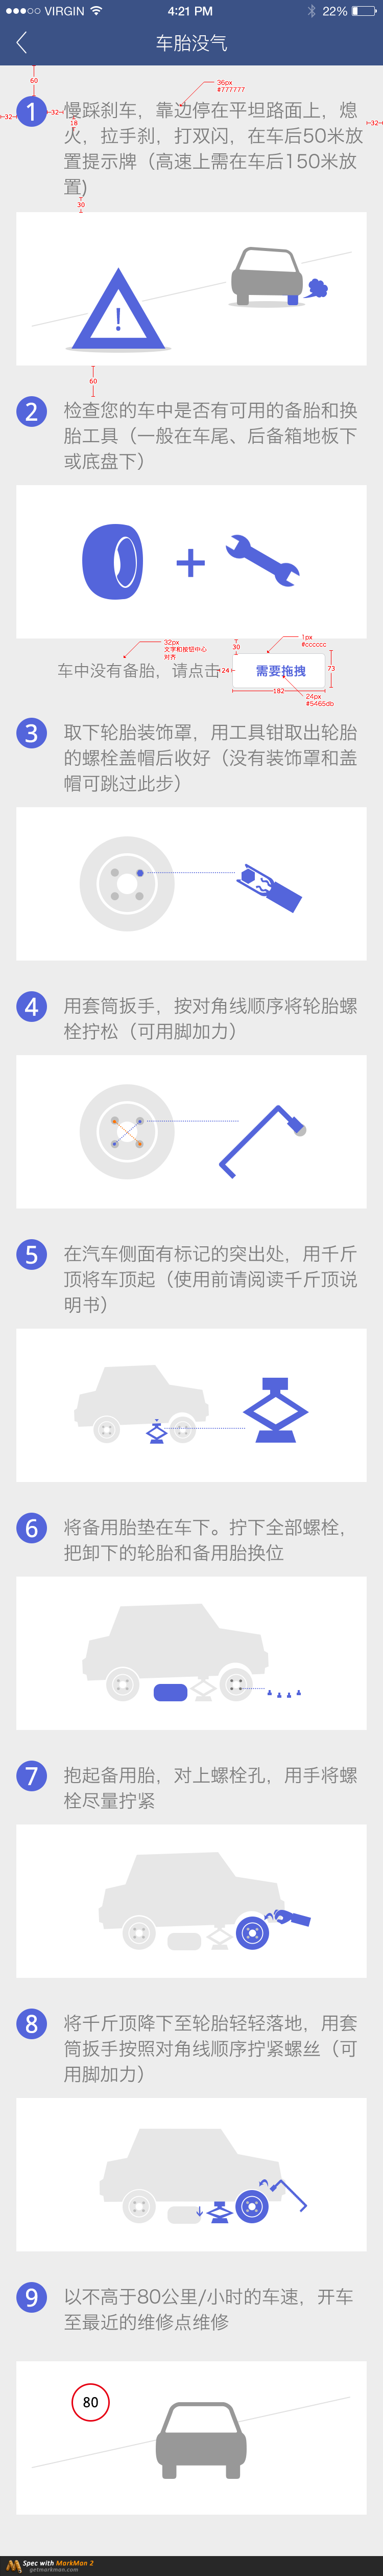 VIRGIN 4:21 PM 22%
车胎没气
60
36px
#777777
32 32 32
18
1 慢踩刹车，靠边停在平坦路面上，熄
火，拉手刹，打双闪，在车后50米放
置提示牌（高速上需在车后150米放
置)
30
!
60
2 检查您的车中是否有可用的备胎和换
胎工具（一般在车尾、后备箱地板下
或底盘下）
32px
文字和按钮中心
对齐
30
1px
#cccccc
车中没有备胎，请点击 24 需要拖拽 73
182
24px
#5465db
3 取下轮胎装饰罩，用工具钳取出轮胎
的螺栓盖帽后收好（没有装饰罩和盖
帽可跳过此步）
4 用套筒扳手，按对角线顺序将轮胎螺
栓拧松（可用脚加力）
5 在汽车侧面有标记的突出处，用千斤
顶将车顶起（使用前请阅读千斤顶说
明书）
6 将备用胎垫在车下。拧下全部螺栓，
把卸下的轮胎和备用胎换位
7 抱起备用胎，对上螺栓孔，用手将螺
栓尽量拧紧
8 将千斤顶降下至轮胎轻轻落地，用套
筒扳手按照对角线顺序拧紧螺丝（可
用脚加力）
9 以不高于80公里/小时的车速，开车
至最近的维修点维修
80
Spec with MarkMan 2
getmarkman.com